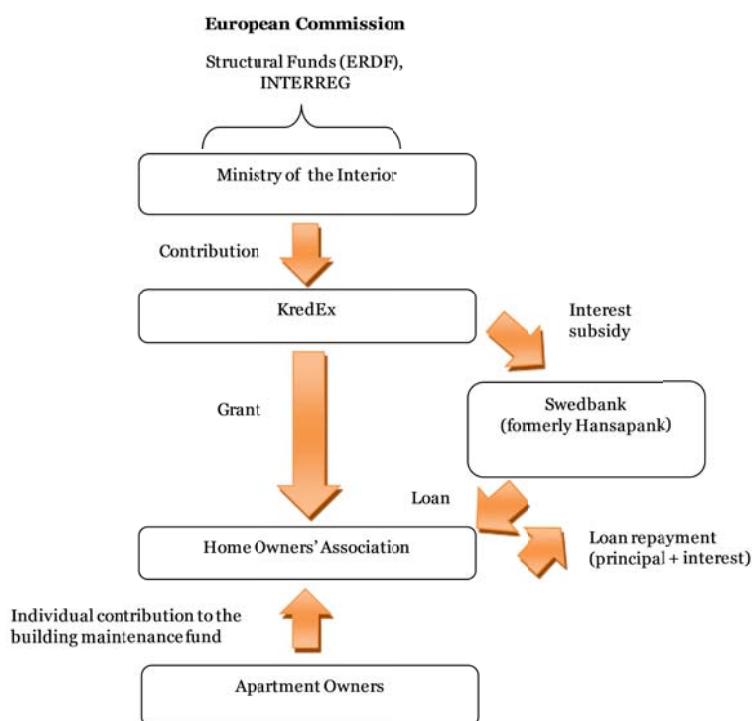 European Commission
Structural Funds (ERDF),
INTERREG
Ministry of the Interior
Contribution
KredEx
Interest
subsidy
Grant
Swedbank
(formerly Hansapank)
Loan
Loan repayment
(principal + interest)
Home Owners' Association
Individual contribution to the
building maintenance fund
Apartment Owners